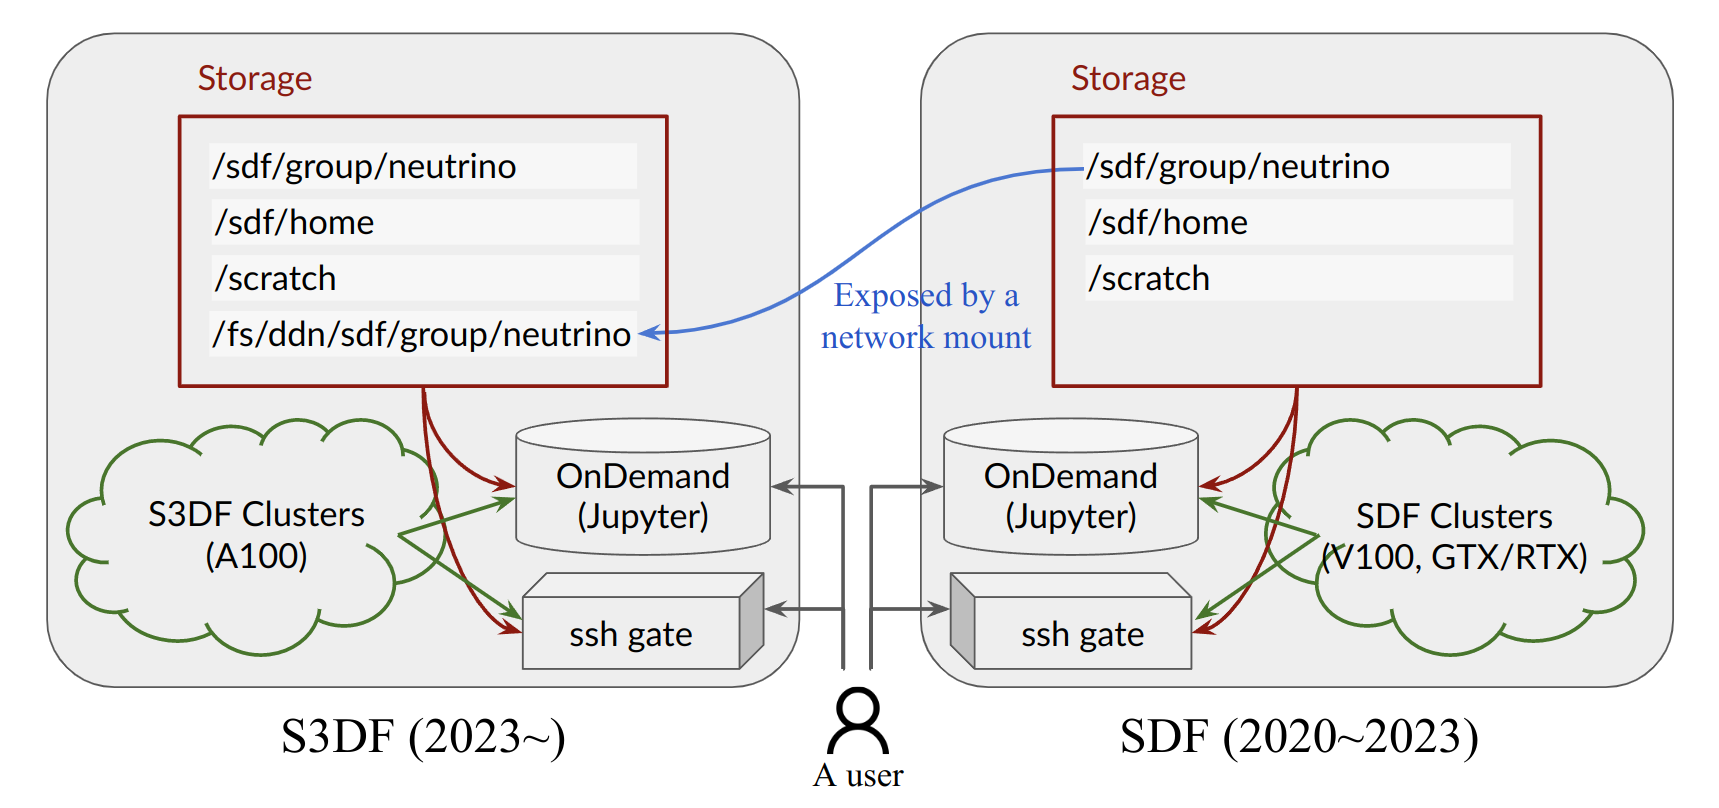 Storage
/sdf/group/neutrino
/sdf/home
/scratch
/fs/ddn/sdf/group/neutrino
S3DF Clusters
(A100)
OnDemand
(Jupyter)
ssh gate
S3DF (2023~)
Exposed by a
network mount
A user
Storage
/sdf/group/neutrino
/sdf/home
/scratch
OnDemand
(Jupyter)
ssh gate
SDF Clusters
(V100, GTX/RTX)
SDF (2020~2023)